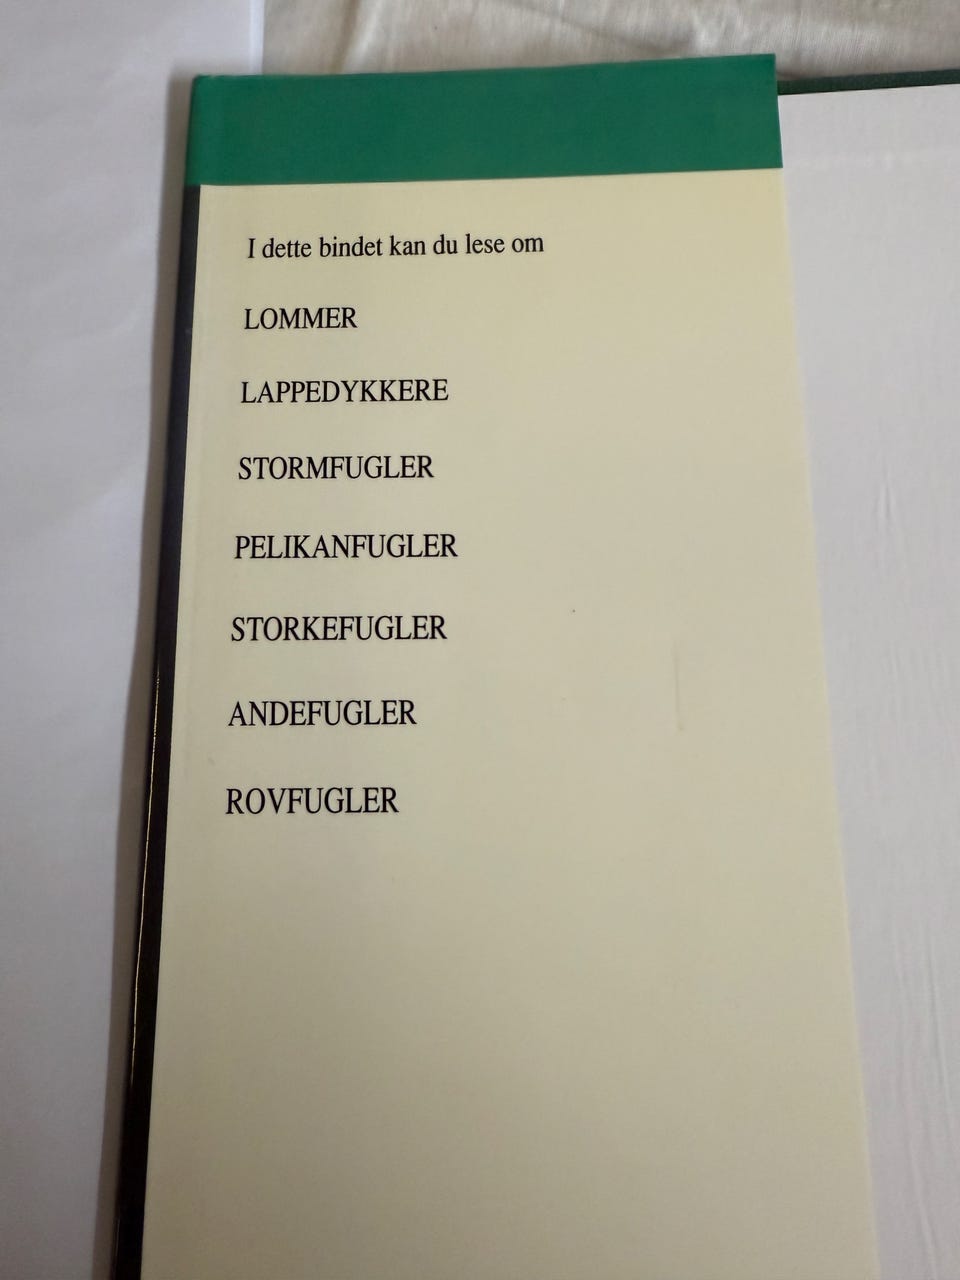 I dette bindet kan du lese om
LOMMER
LAPPEDYKKERE
STORMFUGLER
PELIKANFUGLER
STORKEFUGLER
ANDEFUGLER
ROVFUGLER